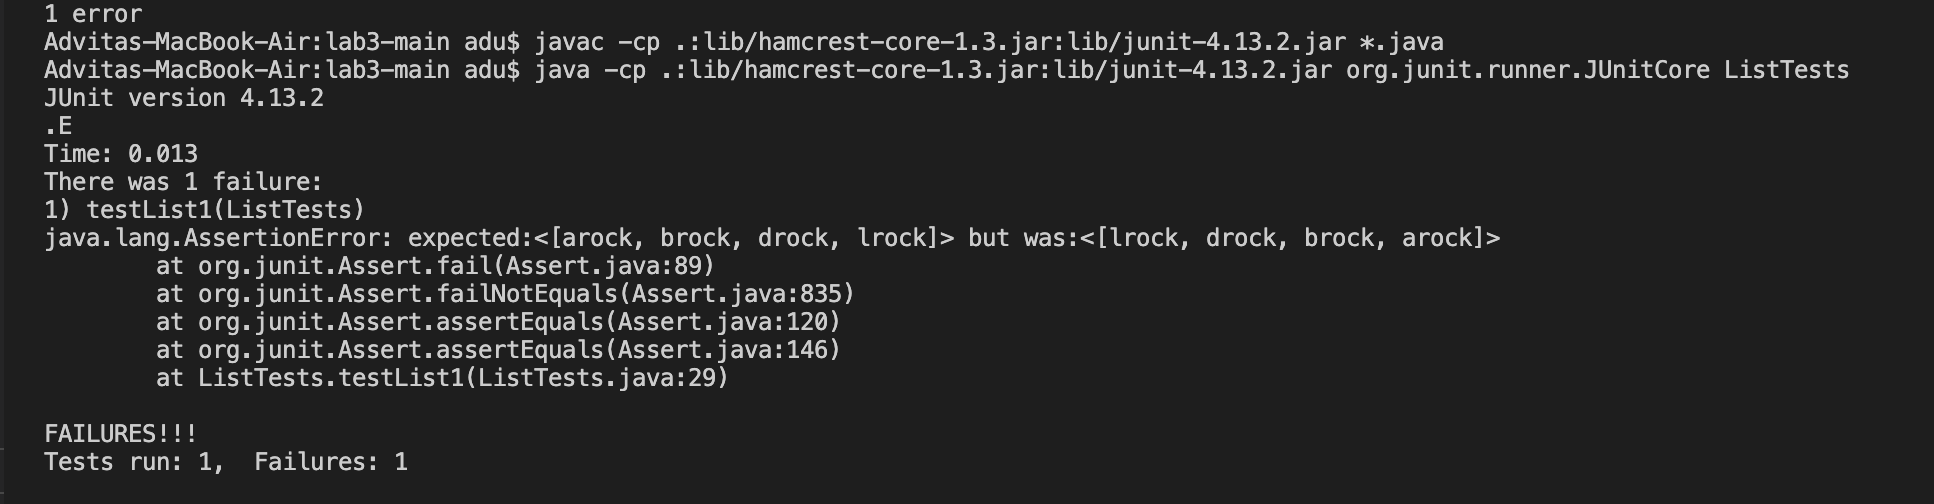 1 error
Advitas-MacBook-Air:lab3-main adu$ javac -cp .:lib/hamcrest-core-1.3.jar:lib/junit-4.13.2.jar *.java
Advitas-MacBook-Air:lab3-main adu$ java -cp .:lib/hamcrest-core-1.3.jar:lib/junit-4.13.2.jar org.junit.runner.JUnitCore ListTests
JUnit version 4.13.2
.E
Time: 0.013
There was 1 failure:
1) testList1(ListTests)
java.lang.AssertionError: expected:<[arock, brock, drock, lrock]> but was:<[lrock, drock, brock, arock]>
        at org.junit.Assert.fail(Assert.java:89)
        at org.junit.Assert.failNotEquals(Assert.java:835)
        at org.junit.Assert.assertEquals(Assert.java:120)
        at org.junit.Assert.assertEquals(Assert.java:146)
        at ListTests.testList1(ListTests.java:29)

FAILURES!!!
Tests run: 1,  Failures: 1